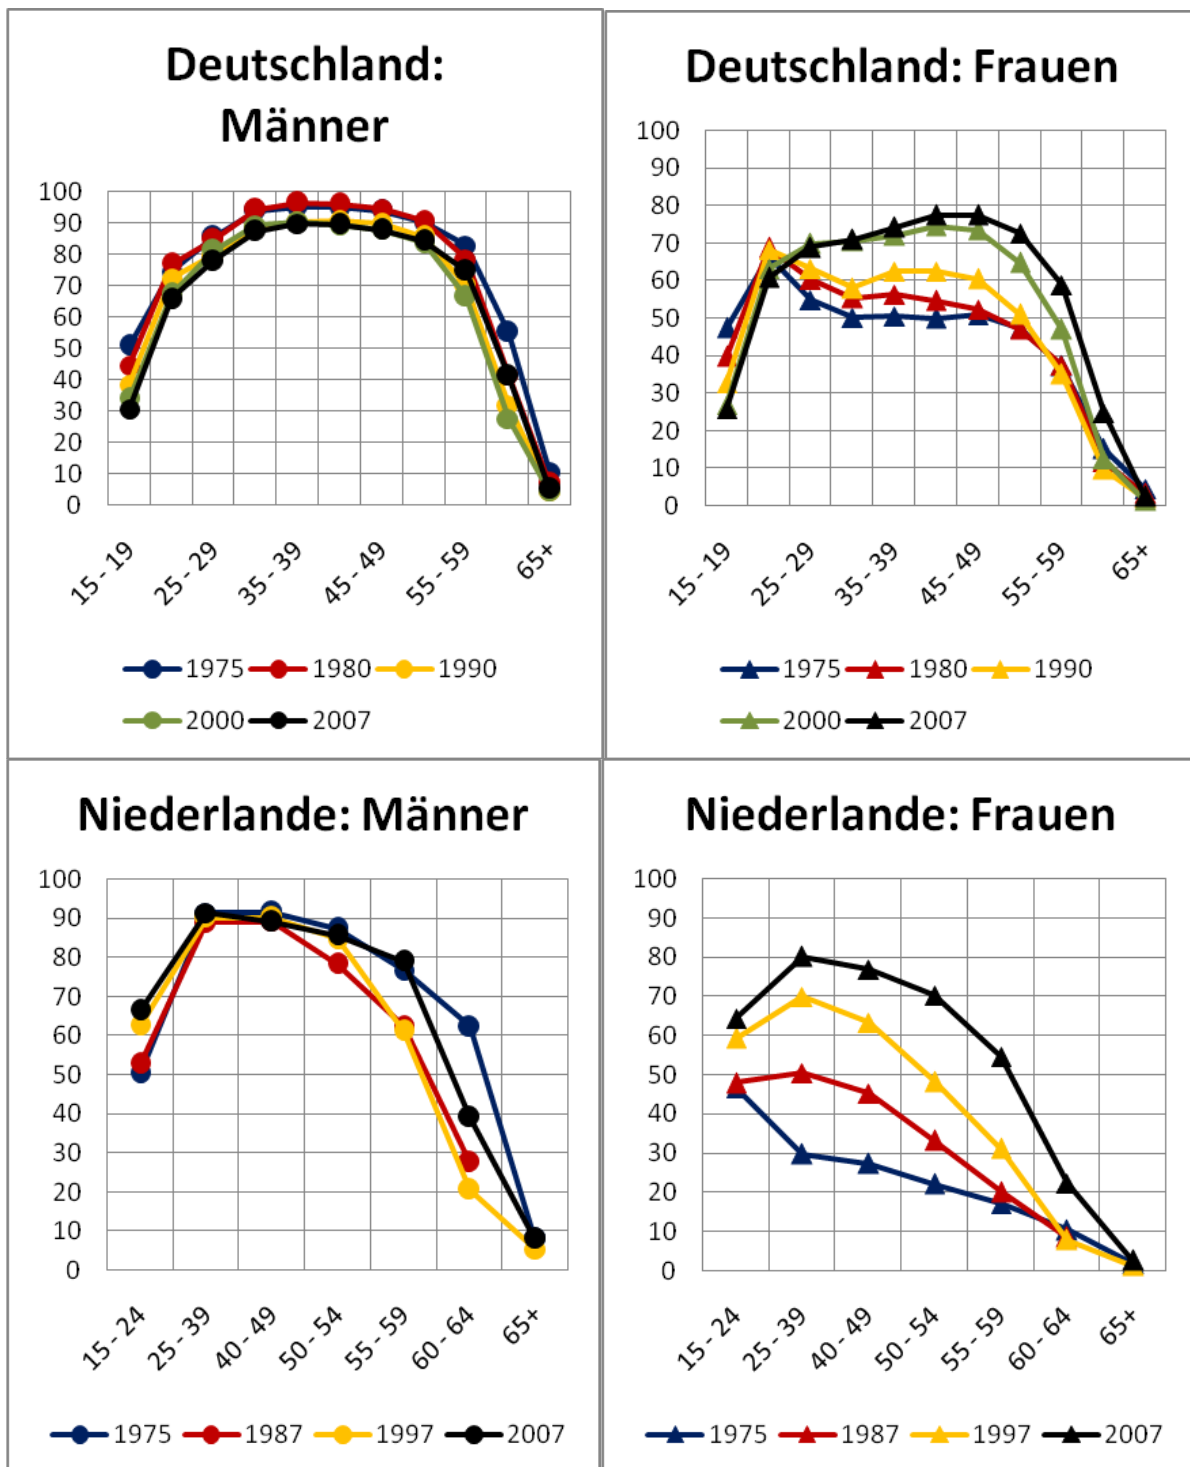 Deutschland:
Männer
100
90
80
70
60
50
40
30
20
10
0
15 - 19
25 - 29
35 - 39
45 - 49
55 - 59
65+
1975
1980
1990
2000
2007
Deutschland: Frauen
100
90
80
70
60
50
40
30
20
10
0
15 - 19
25 - 29
35 - 39
45 - 49
55 - 59
65+
1975
1980
1990
2000
2007
Niederlande: Männer
100
90
80
70
60
50
40
30
20
10
0
15 - 24
25 - 39
40 - 49
50 - 54
55 - 59
60 - 64
65+
1975
1987
1997
2007
Niederlande: Frauen
100
90
80
70
60
50
40
30
20
10
0
15 - 24
25 - 39
40 - 49
50 - 54
55 - 59
60 - 64
65+
1975
1987
1997
2007